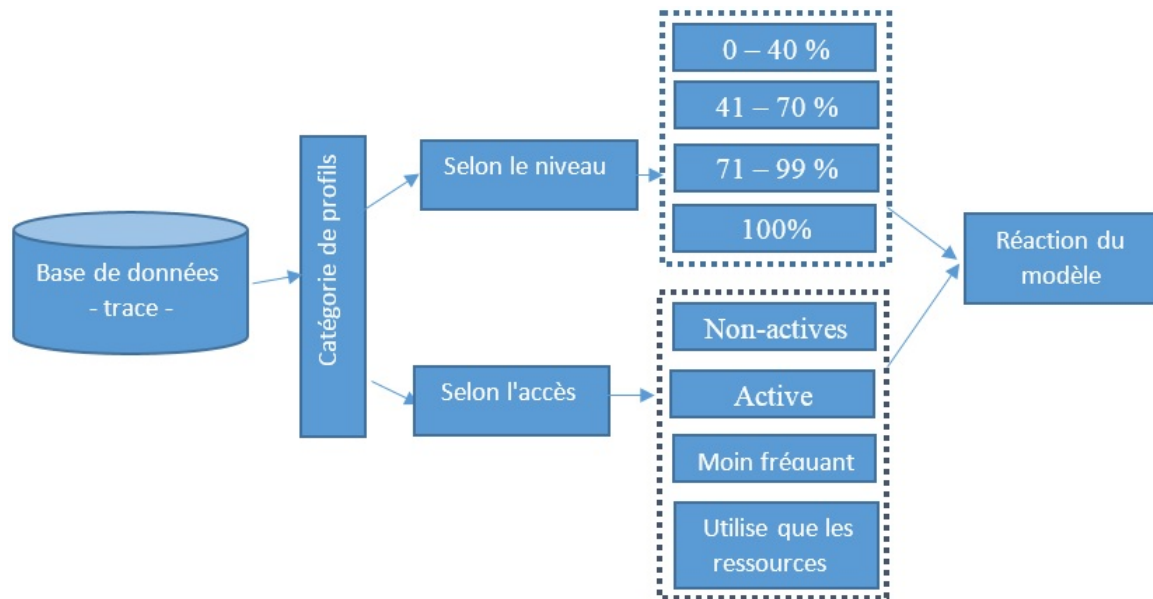 Base de données
- trace -
Catégorie de profils
Selon le niveau
Selon l'accès
0 – 40 %
41 – 70 %
71 – 99 %
100%
Non-actives
Active
Moin fréquant
Utilise que les
ressources
Réaction du
modèle